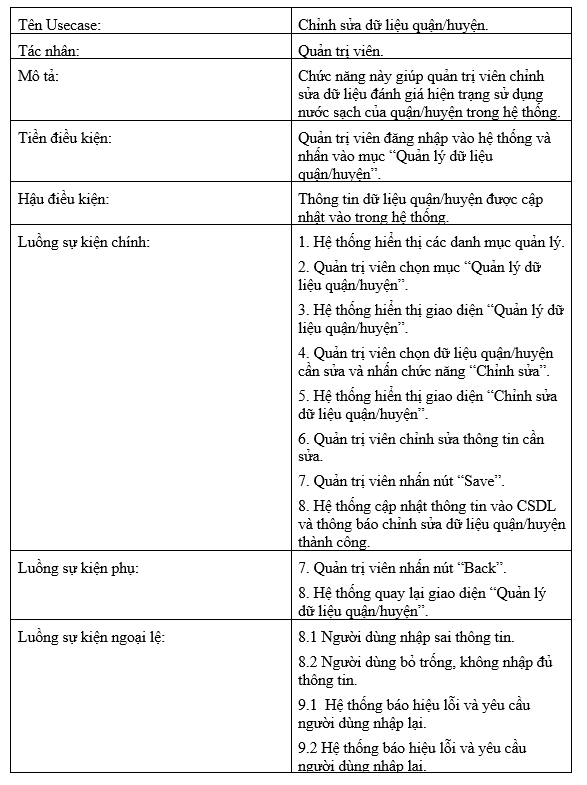 Tên Usecase:
Chỉnh sửa dữ liệu quận/huyện.
Tác nhân:
Quản trị viên.
Mô tả:
Chức năng này giúp quản trị viên chỉnh
sửa dữ liệu đánh giá hiện trạng sử dụng
nước sạch của quận/huyện trong hệ thống.
Tiền điều kiện:
Quản trị viên đăng nhập vào hệ thống và
nhấn vào mục “Quản lý dữ liệu
quận/huyện”.
Hậu điều kiện:
Thông tin dữ liệu quận/huyện được cập
nhật vào trong hệ thống.
Luồng sự kiện chính:
1. Hệ thống hiển thị các danh mục quản lý.
2. Quản trị viên chọn mục “Quản lý dữ
liệu quận/huyện”.
3. Hệ thống hiển thị giao diện “Quản lý dữ
liệu quận/huyện”.
4. Quản trị viên chọn dữ liệu quận/huyện
cần sửa và nhấn chức năng “Chỉnh sửa”.
5. Hệ thống hiển thị giao diện “Chỉnh sửa
dữ liệu quận/huyện”.
6. Quản trị viên chỉnh sửa thông tin cần
sửa.
7. Quản trị viên nhấn nút “Save”.
8. Hệ thống cập nhật thông tin vào CSDL
và thông báo chỉnh sửa dữ liệu quận/huyện
thành công.
Luồng sự kiện phụ:
7. Quản trị viên nhấn nút “Back”.
8. Hệ thống quay lại giao diện “Quản lý
dữ liệu quận/huyện”.
Luồng sự kiện ngoại lệ:
8.1 Người dùng nhập sai thông tin.
8.2 Người dùng bỏ trống, không nhập đủ
thông tin.
9.1 Hệ thống báo hiệu lỗi và yêu cầu
người dùng nhập lại.
9.2 Hệ thống báo hiệu lỗi và yêu cầu
người dùng nhập lại.